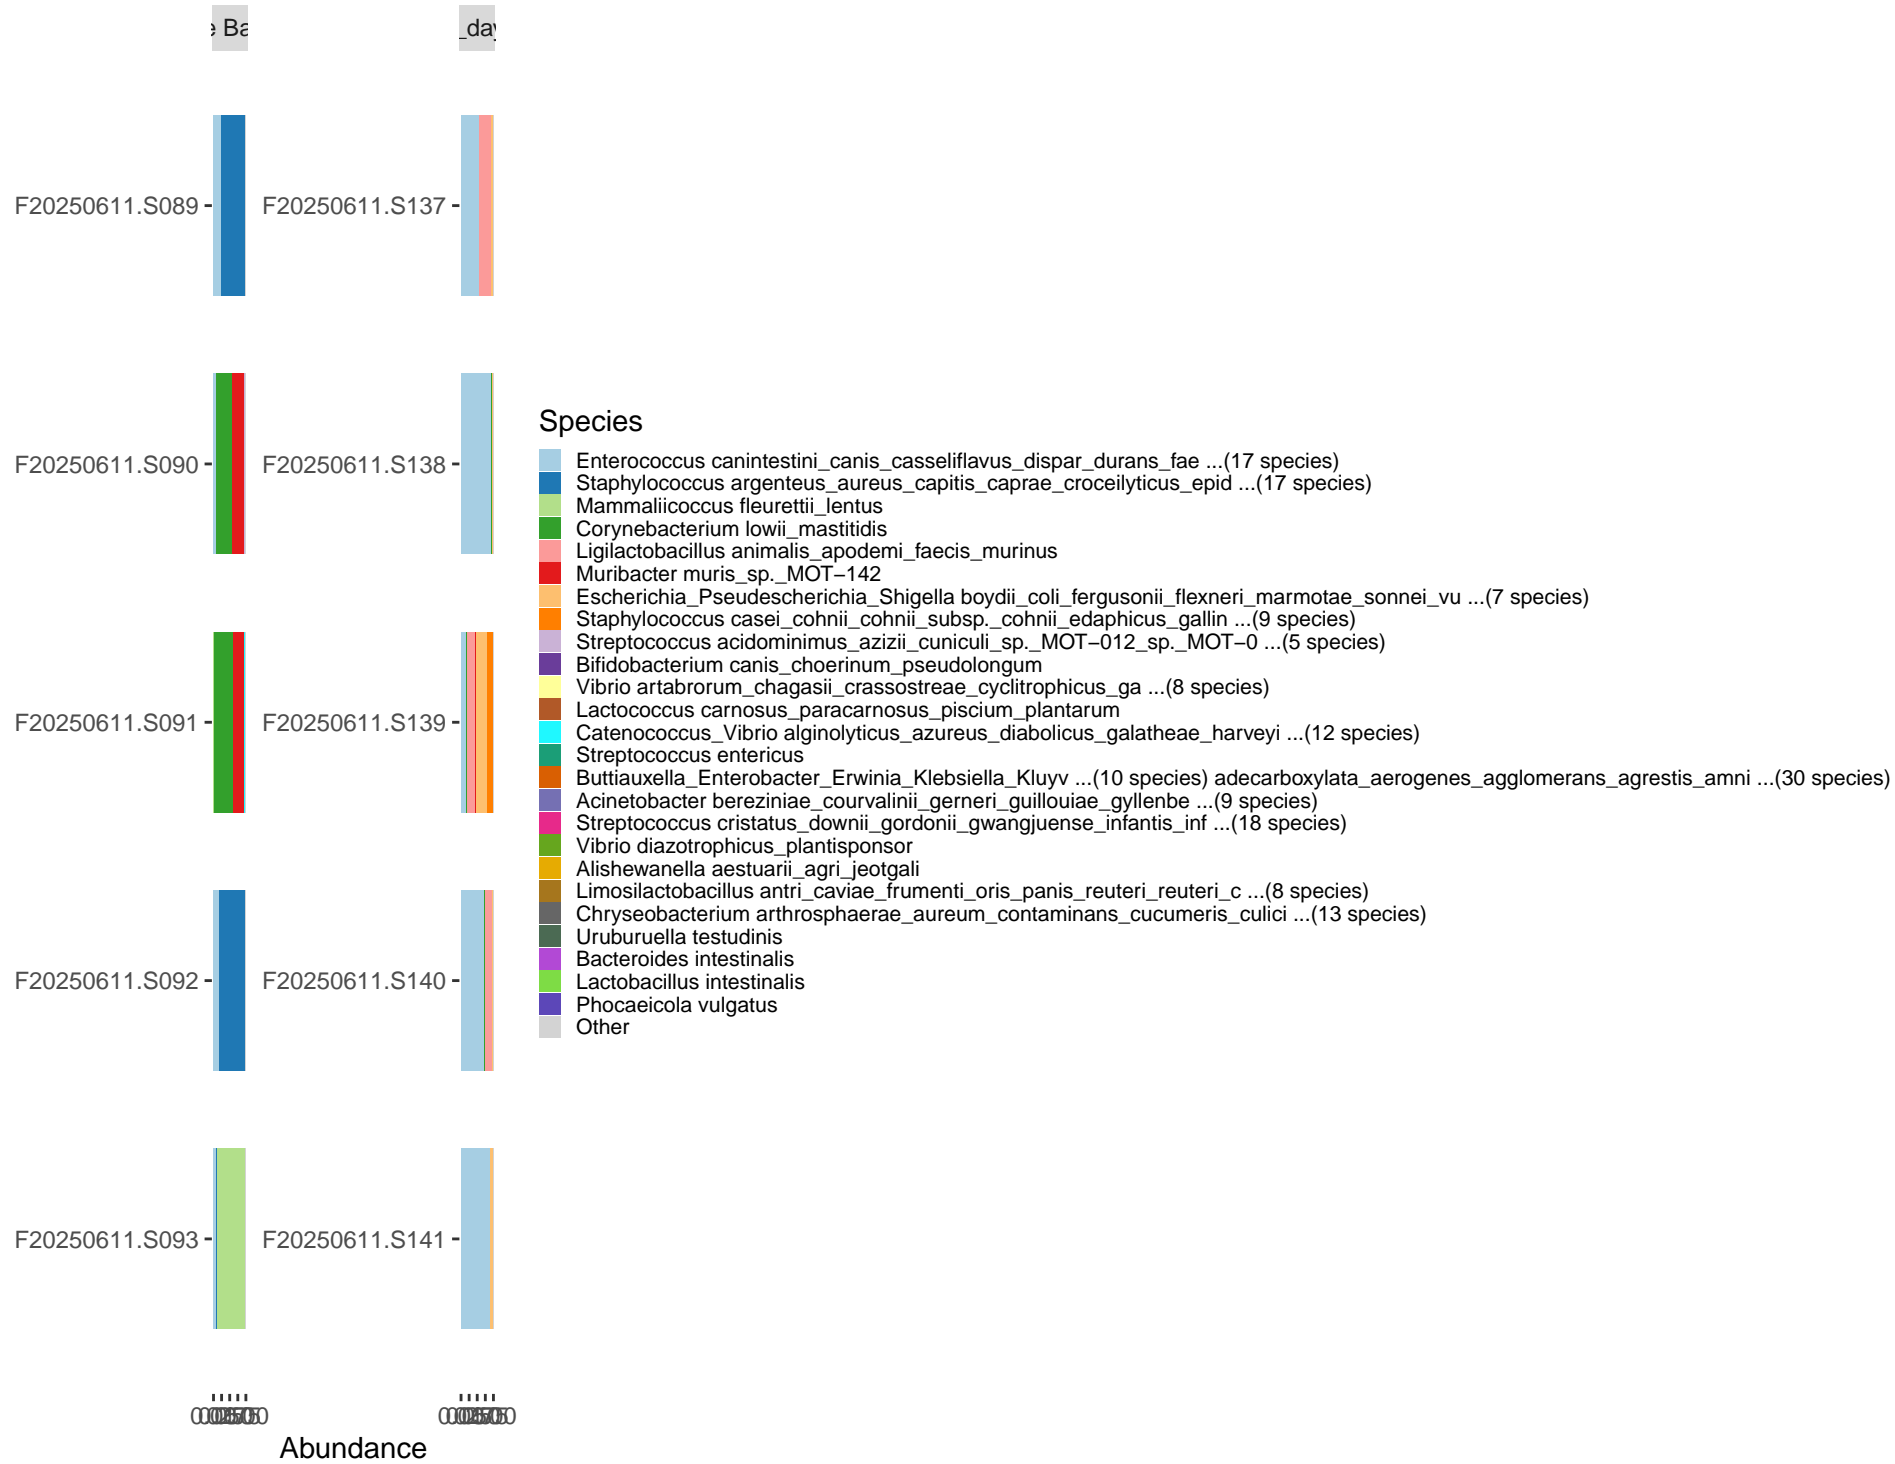 e Ba
_day
F20250611.S089
F20250611.S137
F20250611.S090
F20250611.S138
F20250611.S091
F20250611.S139
F20250611.S092
F20250611.S140
F20250611.S093
F20250611.S141
Abundance
Species
Enterococcus canintestini_canis_casseliflavus_dispar_durans_fae ...(17 species)
Staphylococcus argenteus_aureus_capitis_caprae_croceilyticus_epid ...(17 species)
Mammaliicoccus fleurettii_lentus
Corynebacterium lowii_mastitidis
Ligilactobacillus animalis_apodemi_faecis_murinus
Muribacter muris_sp._MOT−142
Escherichia_Pseudescherichia_Shigella boydii_coli_fergusonii_flexneri_marmotae_sonnei_vu ...(7 species)
Staphylococcus casei_cohnii_cohnii_subsp._cohnii_edaphicus_gallin ...(9 species)
Streptococcus acidominimus_azizii_cuniculi_sp._MOT−012_sp._MOT−0 ...(5 species)
Bifidobacterium canis_choerinum_pseudolongum
Vibrio artabrorum_chagasii_crassostreae_cyclitrophicus_ga ...(8 species)
Lactococcus carnosus_paracarnosus_piscium_plantarum
Catenococcus_Vibrio alginolyticus_azureus_diabolicus_galatheae_harveyi ...(12 species)
Streptococcus entericus
Buttiauxella_Enterobacter_Erwinia_Klebsiella_Kluyv ...(10 species) adecarboxylata_aerogenes_agglomerans_agrestis_amni ...(30 species)
Acinetobacter bereziniae_courvalinii_gerneri_guillouiae_gyllenbe ...(9 species)
Streptococcus cristatus_downii_gordonii_gwangjuense_infantis_inf ...(18 species)
Vibrio diazotrophicus_plantisponsor
Alishewanella aestuarii_agri_jeotgali
Limosilactobacillus antri_caviae_frumenti_oris_panis_reuteri_reuteri_c ...(8 species)
Chryseobacterium arthrosphaerae_aureum_contaminans_cucumeris_culici ...(13 species)
Uruburuella testudinis
Bacteroides intestinalis
Lactobacillus intestinalis
Phocaeicola vulgatus
Other